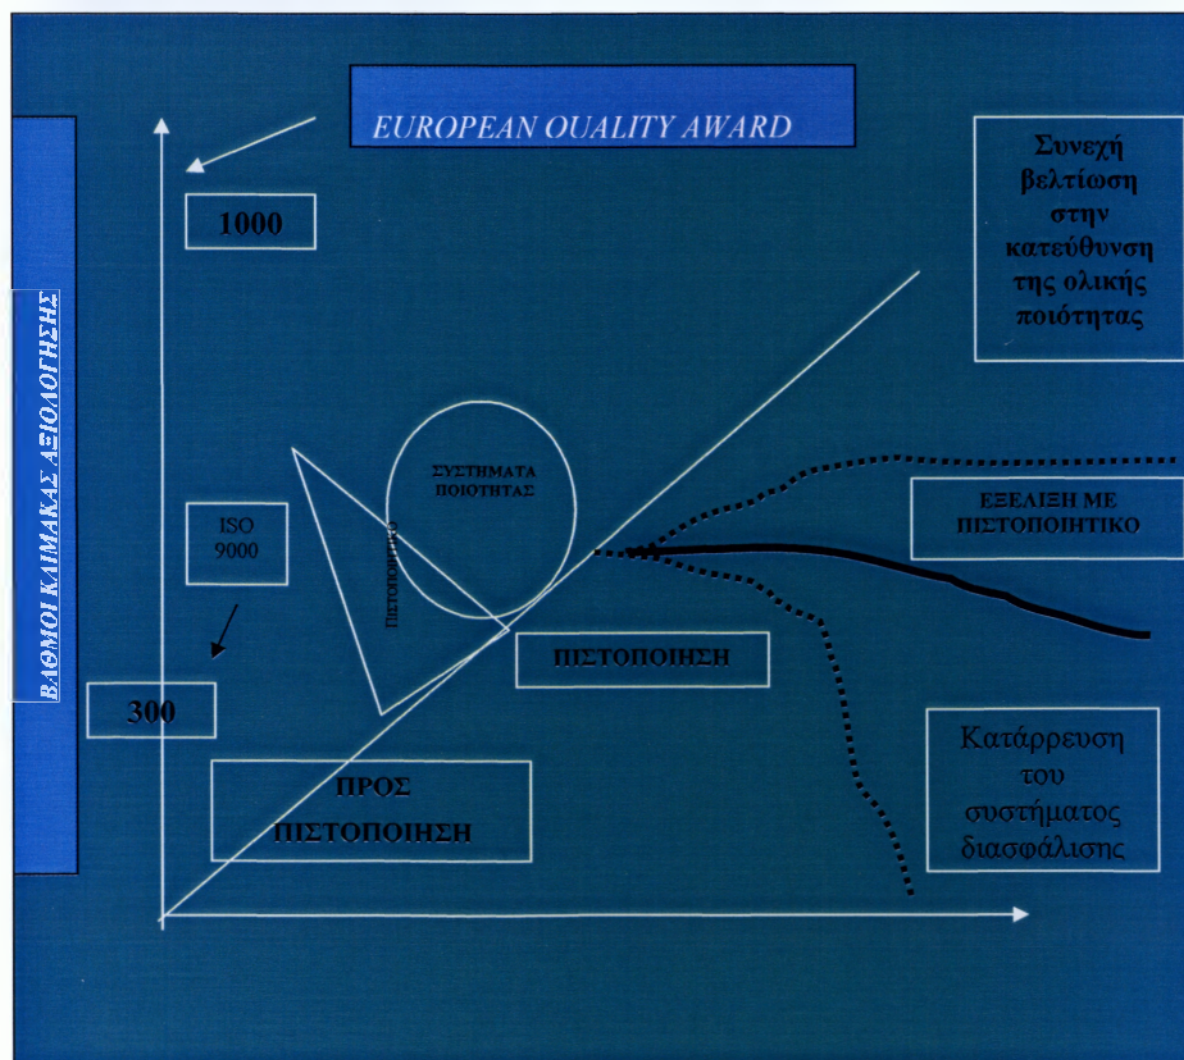 EUROPEAN QUALITY AWARD
Συνεχή
βελτίωση
στην
κατεύθυνση
της ολικής
ποιότητας
1000
ΒΑΘΜΟΙ ΚΛΙΜΑΚΑΣ ΑΞΙΟΛΟΓΗΣΗΣ
ΣΥΣΤΗΜΑΤΑ
ΠΟΙΟΤΗΤΑΣ
ΠΙΣΤΟΠΟΙΗΤΙΚΟ
ISO
9000
ΕΞΕΛΙΞΗ ΜΕ
ΠΙΣΤΟΠΟΙΗΤΙΚΟ
ΠΙΣΤΟΠΟΙΗΣΗ
300
Κατάρρευση
του
συστήματος
διασφάλισης
ΠΡΟΣ
ΠΙΣΤΟΠΟΙΗΣΗ